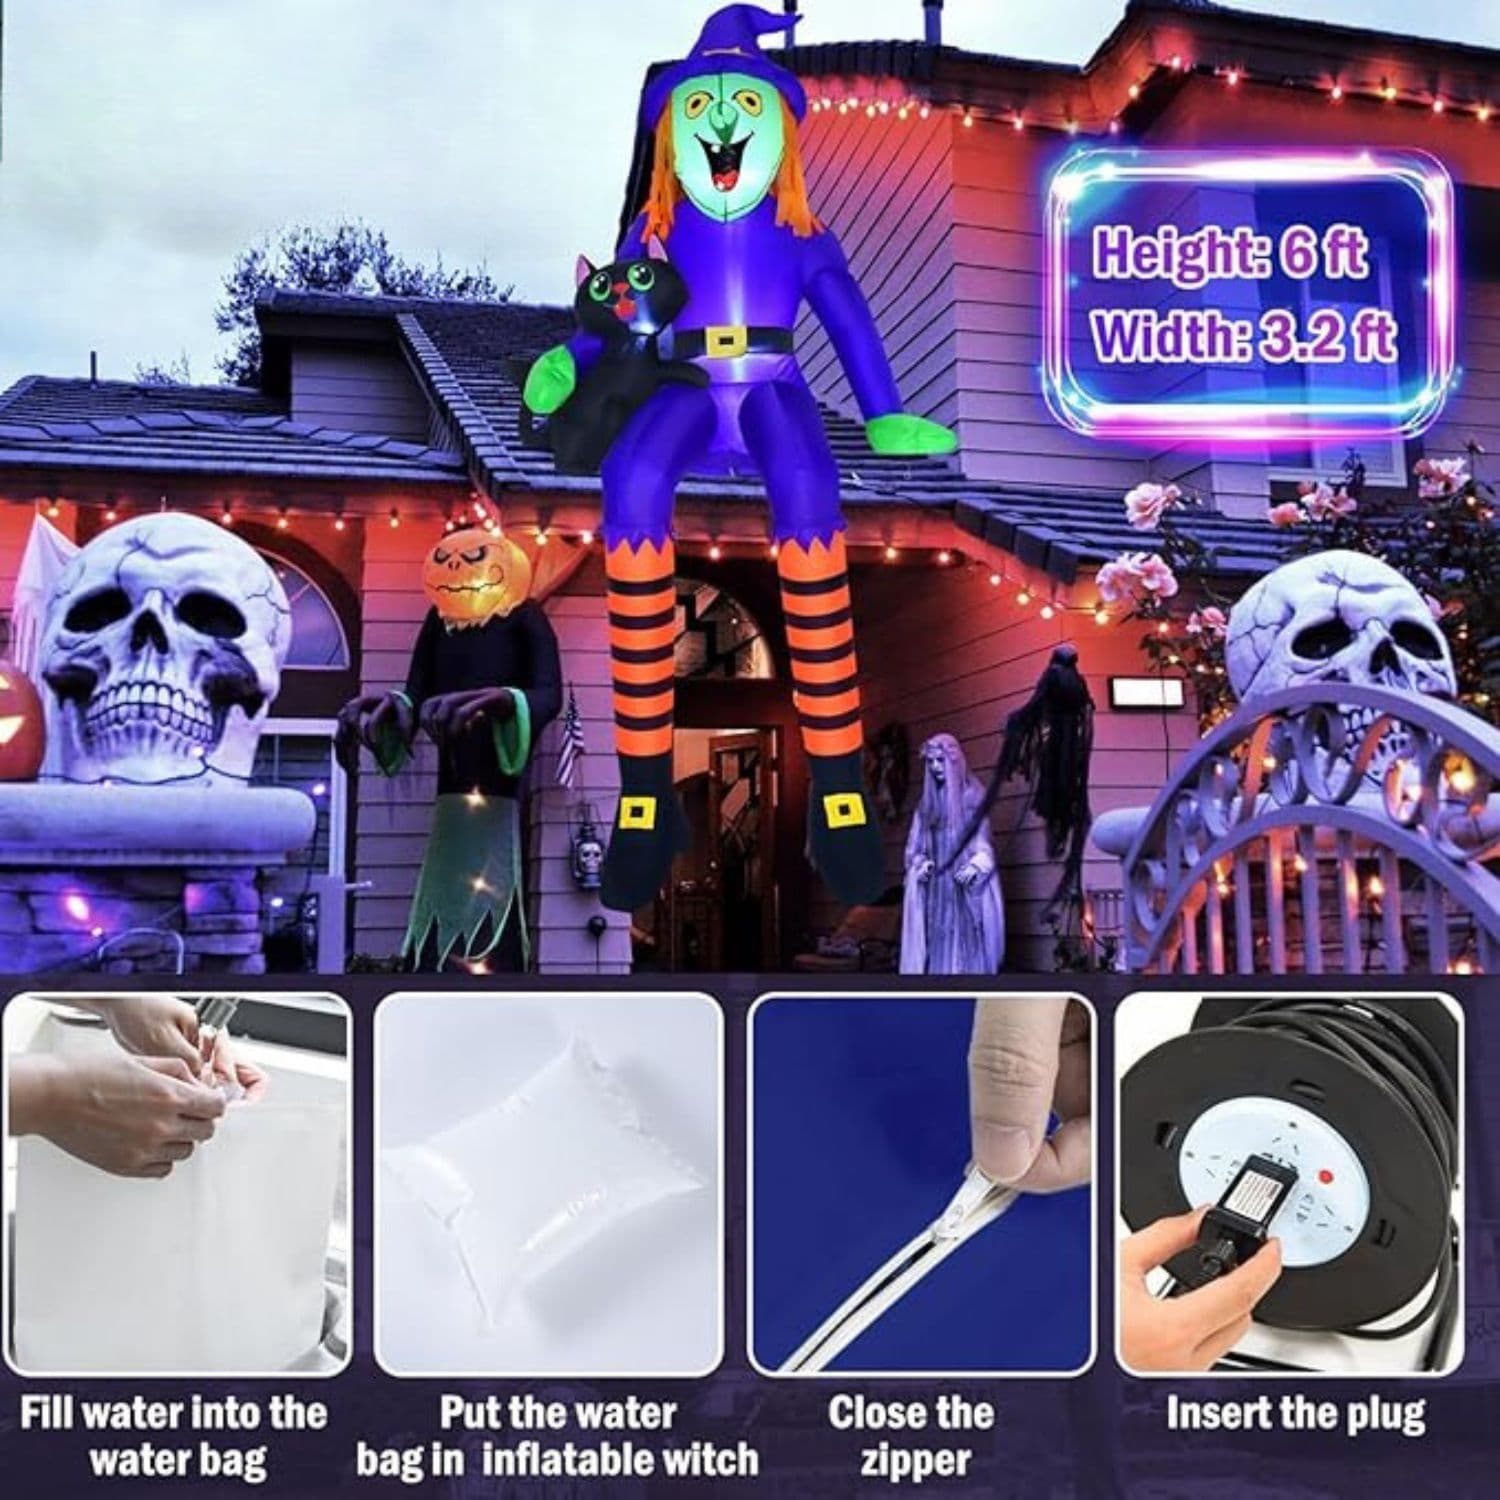 Height: 6 ft
Width: 3.2 ft
Fill water into the
water bag
Put the water
bag in inflatable witch
Close the
zipper
Insert the plug